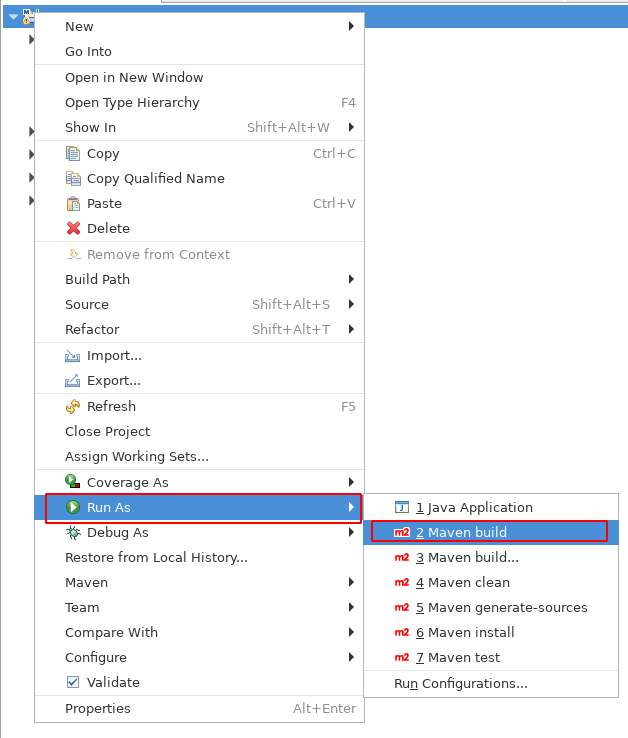 New
Go Into
Open in New Window
Open Type Hierarchy F4
Show In Shift+Alt+W
Copy Ctrl+C
Copy Qualified Name
Paste Ctrl+V
Delete
Remove from Context
Build Path
Source Shift+Alt+S
Refactor Shift+Alt+T
Import...
Export...
Refresh F5
Close Project
Assign Working Sets...
Coverage As
Run As
Debug As
Restore from Local History...
Maven
Team
Compare With
Configure
Validate
Properties Alt+Enter
J 1 Java Application
m2 2 Maven build
m2 3 Maven build...
m2 4 Maven clean
m2 5 Maven generate-sources
m2 6 Maven install
m2 7 Maven test
Run Configurations...